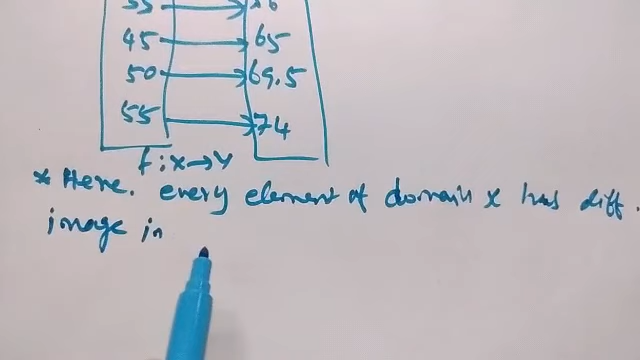 45 65
50 69.5
55 74
f : x → y
* Here. every element of domain x has diff.
image in